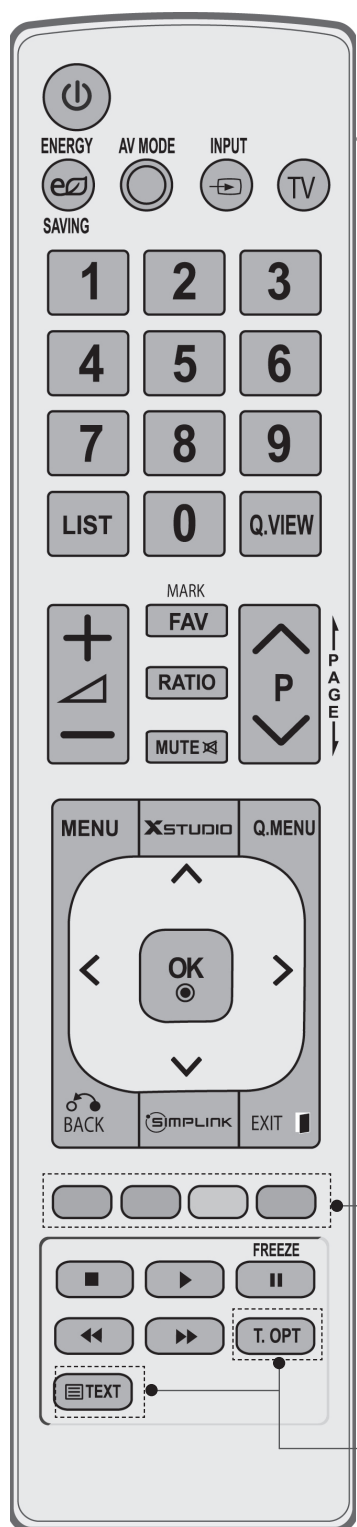 ENERGY AV MODE INPUT
TV
SAVING
1 2 3
4 5 6
7 8 9
LIST 0 Q.VIEW
MARK
FAV
RATIO
P
PAGE
MUTE
MENU XSTUDIO Q.MENU
OK
BACK SIMPLINK EXIT
FREEZE
T. OPT
TEXT